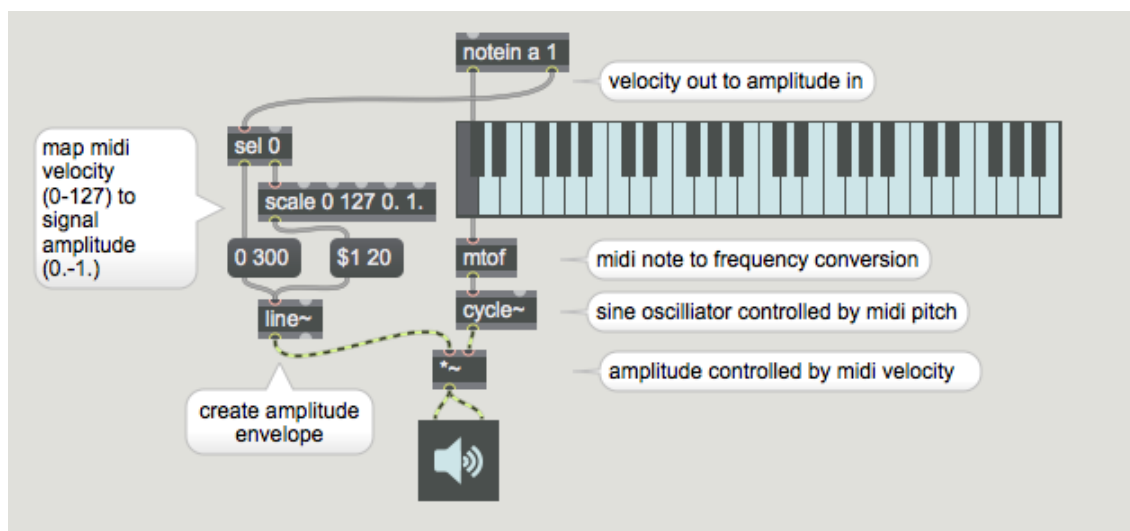 notein a 1
velocity out to amplitude in
sel 0
map midi
velocity
(0-127) to
signal
amplitude
(0.-1.)
scale 0 127 0. 1.
0 300
$1 20
mtof
midi note to frequency conversion
line~
cycle~
sine oscilliator controlled by midi pitch
*~
amplitude controlled by midi velocity
create amplitude
envelope